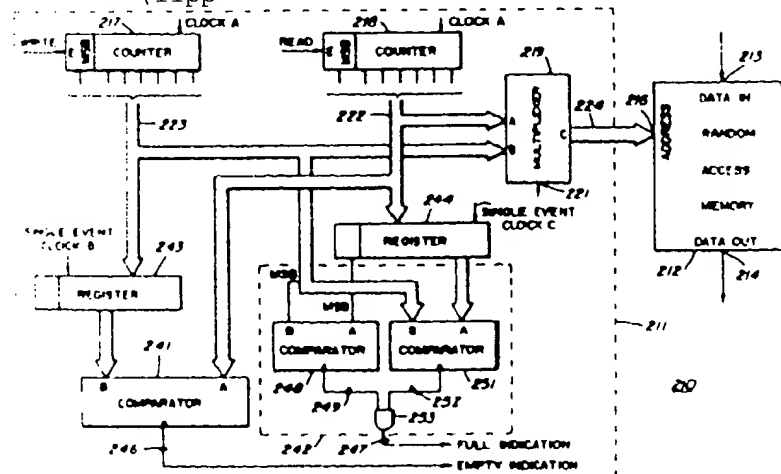 217
CLOCK A
WRITE
E
MSB
COUNTER
218
CLOCK A
READ
E
MSB
COUNTER
219
MULTIPLEXER
A
B
C
221
223
222
224
213
216
ADDRESS
DATA IN
RANDOM
ACCESS
MEMORY
DATA OUT
212
214
244
SINGLE EVENT
CLOCK C
REGISTER
SINGLE EVENT
CLOCK B
243
REGISTER
MSB
MSB
B
A
COMPARATOR
B
A
COMPARATOR
211
210
241
B
A
COMPARATOR
248
249
252
251
253
246
242
247
FULL INDICATION
EMPTY INDICATION